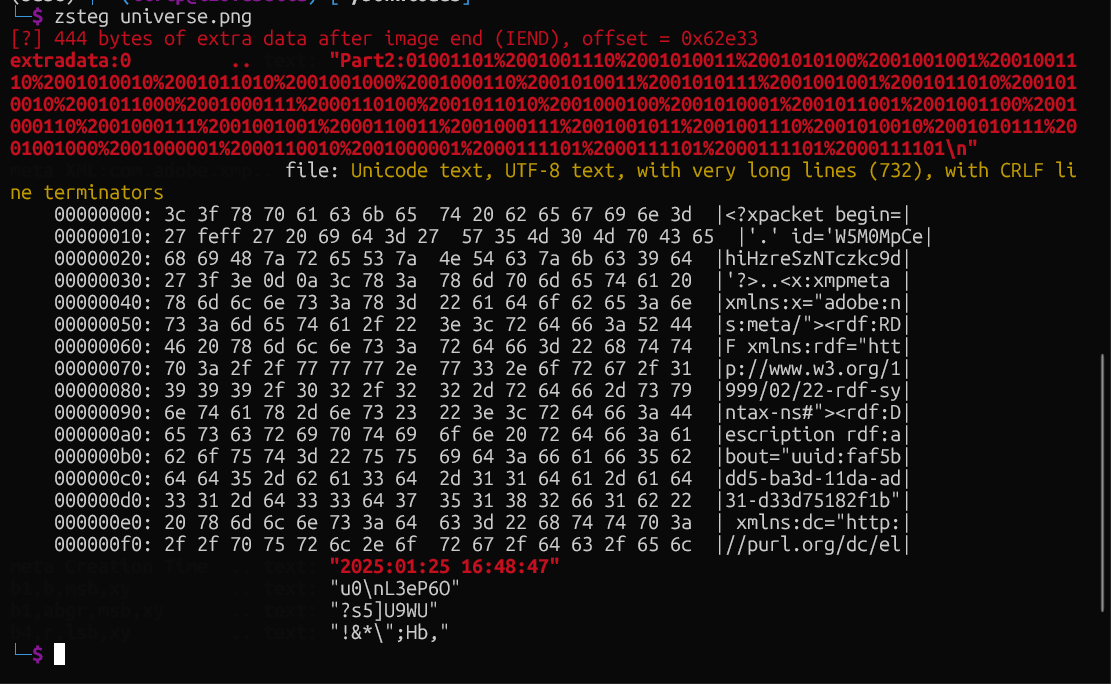 └─$ zsteg universe.png
[?] 444 bytes of extra data after image end (IEND), offset = 0x62e33
extradata:0 .. "Part2:01001101%2001001110%2001010011%2001010100%2001001001%20010011
10%2001010010%2001011010%2001001000%2001000110%2001010011%2001010111%2001001001%2001011010%200101
0010%2001011000%2001000111%2000110100%2001011010%2001000100%2001010001%2001011001%2001001100%2001
000110%2001000111%2001001001%2000110011%2001000111%2001001011%2001001110%2001010010%2001010111%20
01001000%2001000001%2000110010%2001000001%2000111101%2000111101%2000111101%2000111101\n"
file: Unicode text, UTF-8 text, with very long lines (732), with CRLF li
ne terminators
00000000: 3c 3f 78 70 61 63 6b 65 74 20 62 65 67 69 6e 3d |<?xpacket begin=|
00000010: 27 feff 27 20 69 64 3d 27 57 35 4d 30 4d 70 43 65 |'.' id='W5M0MpCe|
00000020: 68 69 48 7a 72 65 53 7a 4e 54 63 7a 6b 63 39 64 |hiHzreSzNTczkc9d|
00000030: 27 3f 3e 0d 0a 3c 78 3a 78 6d 70 6d 65 74 61 20 |'?>..<x:xmpmeta |
00000040: 78 6d 6c 6e 73 3a 78 3d 22 61 64 6f 62 65 3a 6e |xmlns:x="adobe:n|
00000050: 73 3a 6d 65 74 61 2f 22 3e 3c 72 64 66 3a 52 44 |s:meta/"><rdf:RD|
00000060: 46 20 78 6d 6c 6e 73 3a 72 64 66 3d 22 68 74 74 |F xmlns:rdf="htt|
00000070: 70 3a 2f 2f 77 77 77 2e 77 33 2e 6f 72 67 2f 31 |p://www.w3.org/1|
00000080: 39 39 39 2f 30 32 2f 32 32 2d 72 64 66 2d 73 79 |999/02/22-rdf-sy|
00000090: 6e 74 61 78 2d 6e 73 23 22 3e 3c 72 64 66 3a 44 |ntax-ns#"><rdf:D|
000000a0: 65 73 63 72 69 70 74 69 6f 6e 20 72 64 66 3a 61 |escription rdf:a|
000000b0: 62 6f 75 74 3d 22 75 75 69 64 3a 66 61 66 35 62 |bout="uuid:faf5b|
000000c0: 64 64 35 2d 62 61 33 64 2d 31 31 64 61 2d 61 64 |dd5-ba3d-11da-ad|
000000d0: 33 31 2d 64 33 33 64 37 35 31 38 32 66 31 62 22 |31-d33d75182f1b"|
000000e0: 20 78 6d 6c 6e 73 3a 64 63 3d 22 68 74 74 70 3a | xmlns:dc="http:|
000000f0: 2f 2f 70 75 72 6c 2e 6f 72 67 2f 64 63 2f 65 6c |//purl.org/dc/el|
"2025:01:25 16:48:47"
"u0\nL3eP6O"
"?s5]U9WU"
"!&*\";Hb,"
└─$